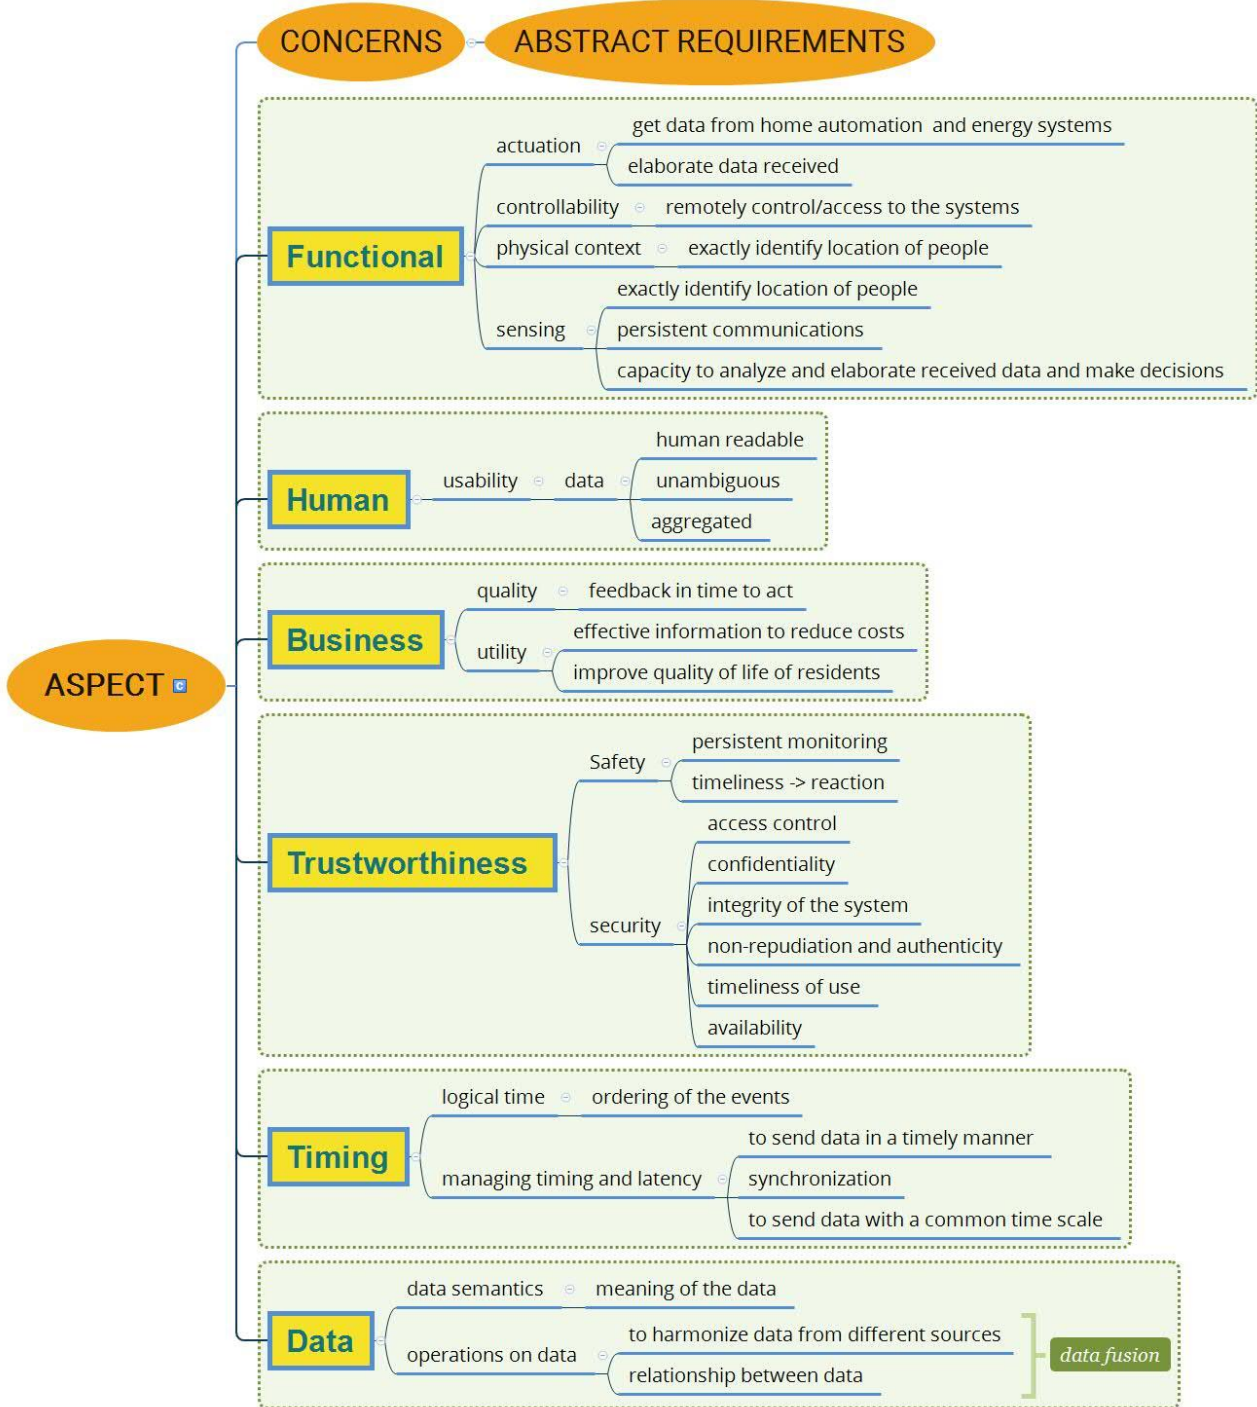 CONCERNS
ABSTRACT REQUIREMENTS
ASPECT
Functional
actuation
get data from home automation and energy systems
elaborate data received
controllability
remotely control/access to the systems
physical context
exactly identify location of people
sensing
exactly identify location of people
persistent communications
capacity to analyze and elaborate received data and make decisions
Human
usability
data
human readable
unambiguous
aggregated
Business
quality
feedback in time to act
utility
effective information to reduce costs
improve quality of life of residents
Trustworthiness
Safety
persistent monitoring
timeliness -> reaction
security
access control
confidentiality
integrity of the system
non-repudiation and authenticity
timeliness of use
availability
Timing
logical time
ordering of the events
managing timing and latency
to send data in a timely manner
synchronization
to send data with a common time scale
Data
data semantics
meaning of the data
operations on data
to harmonize data from different sources
relationship between data
data fusion